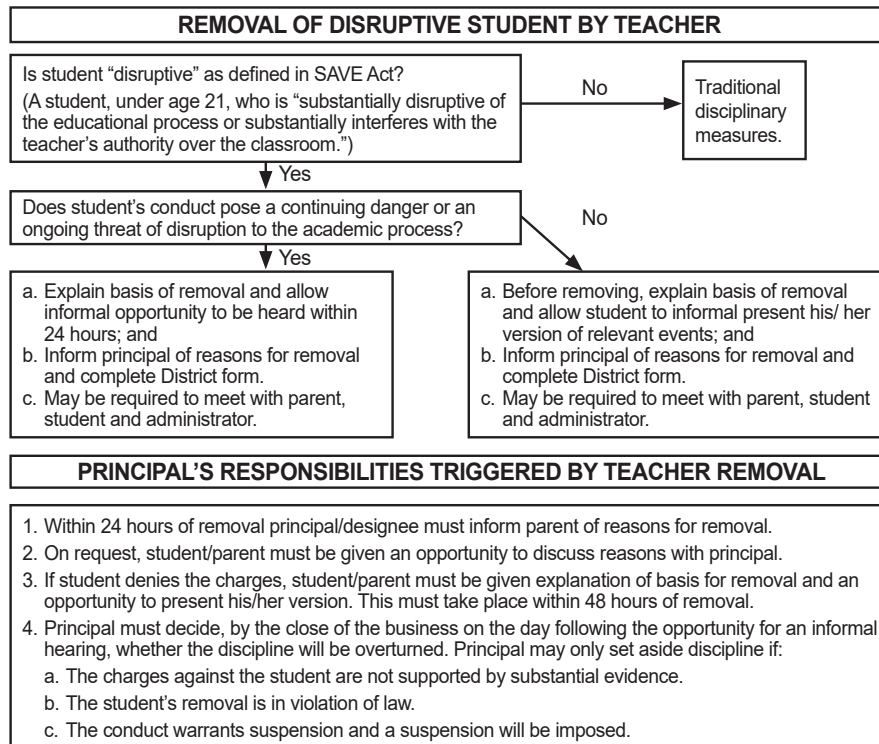 REMOVAL OF DISRUPTIVE STUDENT BY TEACHER
Is student “disruptive” as defined in SAVE Act?
(A student, under age 21, who is “substantially disruptive of
the educational process or substantially interferes with the
teacher’s authority over the classroom.”)
No
Traditional
disciplinary
measures.
Yes
Does student’s conduct pose a continuing danger or an
ongoing threat of disruption to the academic process?
No
Yes
a. Explain basis of removal and allow
informal opportunity to be heard within
24 hours; and
b. Inform principal of reasons for removal
and complete District form.
c. May be required to meet with parent,
student and administrator.
a. Before removing, explain basis of removal
and allow student to informal present his/ her
version of relevant events; and
b. Inform principal of reasons for removal and
complete District form.
c. May be required to meet with parent, student
and administrator.
PRINCIPAL’S RESPONSIBILITIES TRIGGERED BY TEACHER REMOVAL
1. Within 24 hours of removal principal/designee must inform parent of reasons for removal.
2. On request, student/parent must be given an opportunity to discuss reasons with principal.
3. If student denies the charges, student/parent must be given explanation of basis for removal and an
opportunity to present his/her version. This must take place within 48 hours of removal.
4. Principal must decide, by the close of the business on the day following the opportunity for an informal
hearing, whether the discipline will be overturned. Principal may only set aside discipline if:
a. The charges against the student are not supported by substantial evidence.
b. The student’s removal is in violation of law.
c. The conduct warrants suspension and a suspension will be imposed.